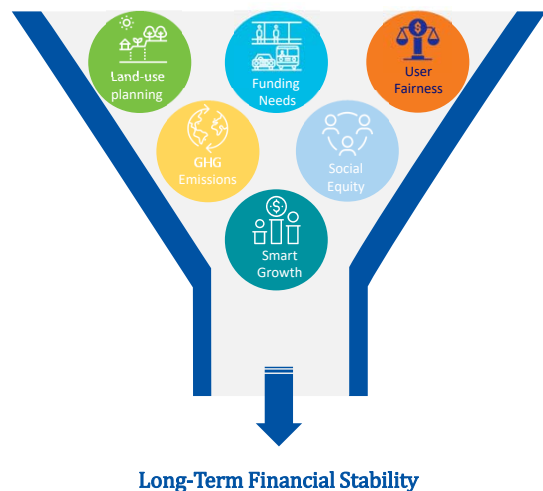 Land-use
planning
Funding
Needs
User
Fairness
GHG
Emissions
Social
Equity
Smart
Growth
Long-Term Financial Stability